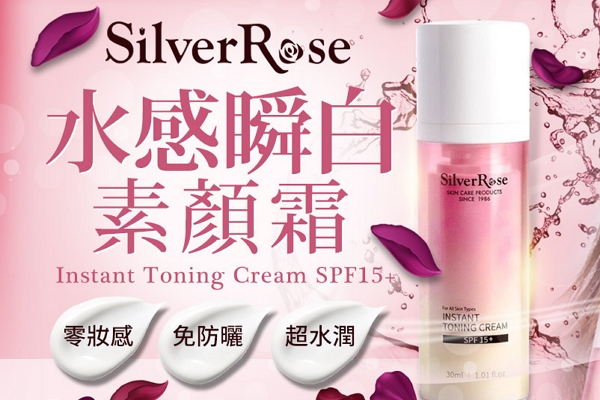 SilverRose
水感瞬白
素顏霜
Instant Toning Cream SPF15+
零妝感
免防曬
超水潤
SilverRose
SKIN CARE PRODUCTS
SINCE 1986
For All Skin Types
INSTANT
TONING CREAM
SPF 15+
30ml ℮ 1.01 fl oz